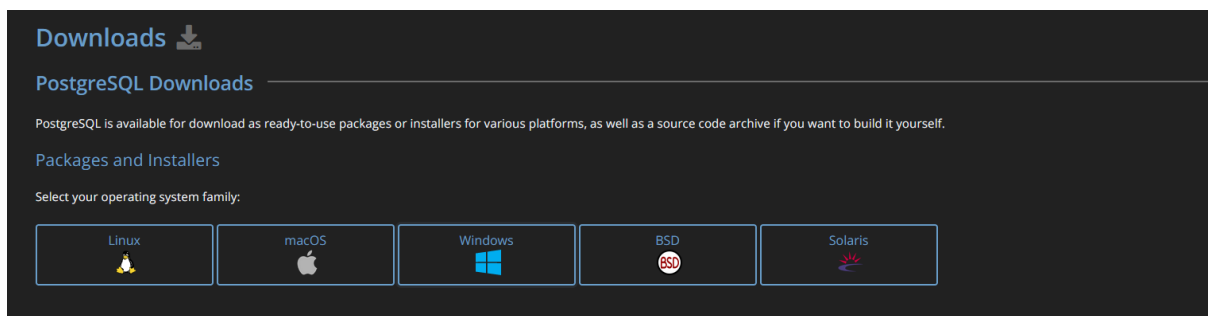 Downloads
PostgreSQL Downloads
PostgreSQL is available for download as ready-to-use packages or installers for various platforms, as well as a source code archive if you want to build it yourself.
Packages and Installers
Select your operating system family:
Linux macOS Windows BSD Solaris
BSD